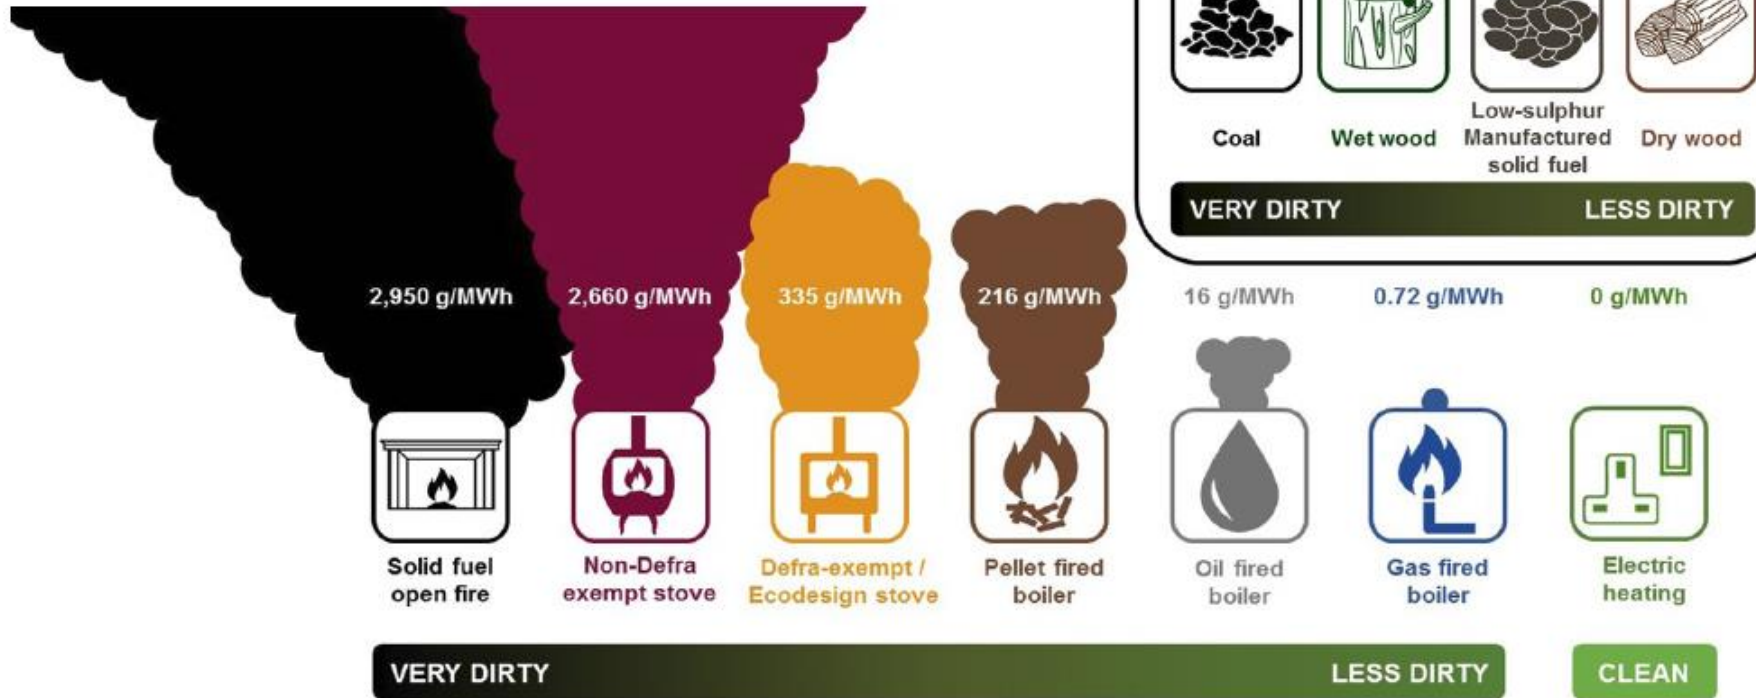 Coal
Wet wood
Low-sulphur
Manufactured
solid fuel
Dry wood
VERY DIRTY
LESS DIRTY
2,950 g/MWh
2,660 g/MWh
335 g/MWh
216 g/MWh
16 g/MWh
0.72 g/MWh
0 g/MWh
Solid fuel
open fire
Non-Defra
exempt stove
Defra-exempt /
Ecodesign stove
Pellet fired
boiler
Oil fired
boiler
Gas fired
boiler
Electric
heating
VERY DIRTY
LESS DIRTY
CLEAN